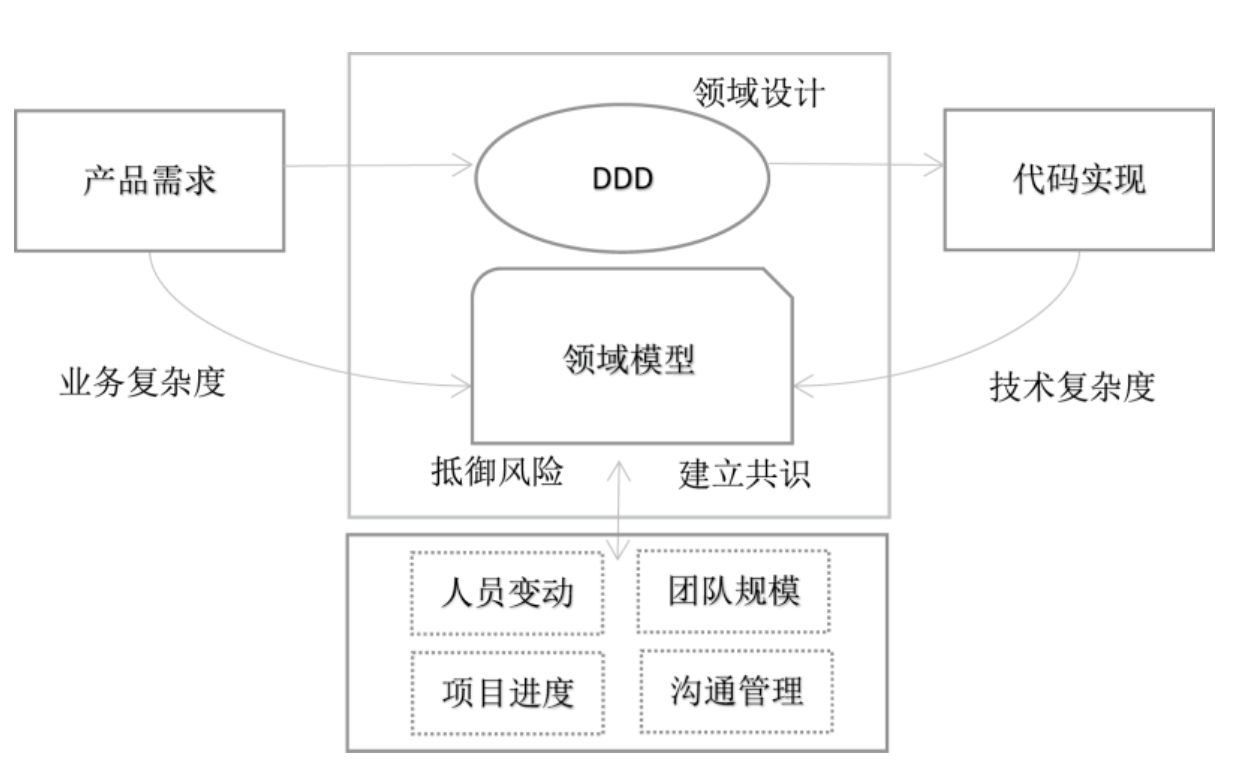 领域设计
产品需求
DDD
代码实现
领域模型
业务复杂度
技术复杂度
抵御风险
建立共识
人员变动
团队规模
项目进度
沟通管理